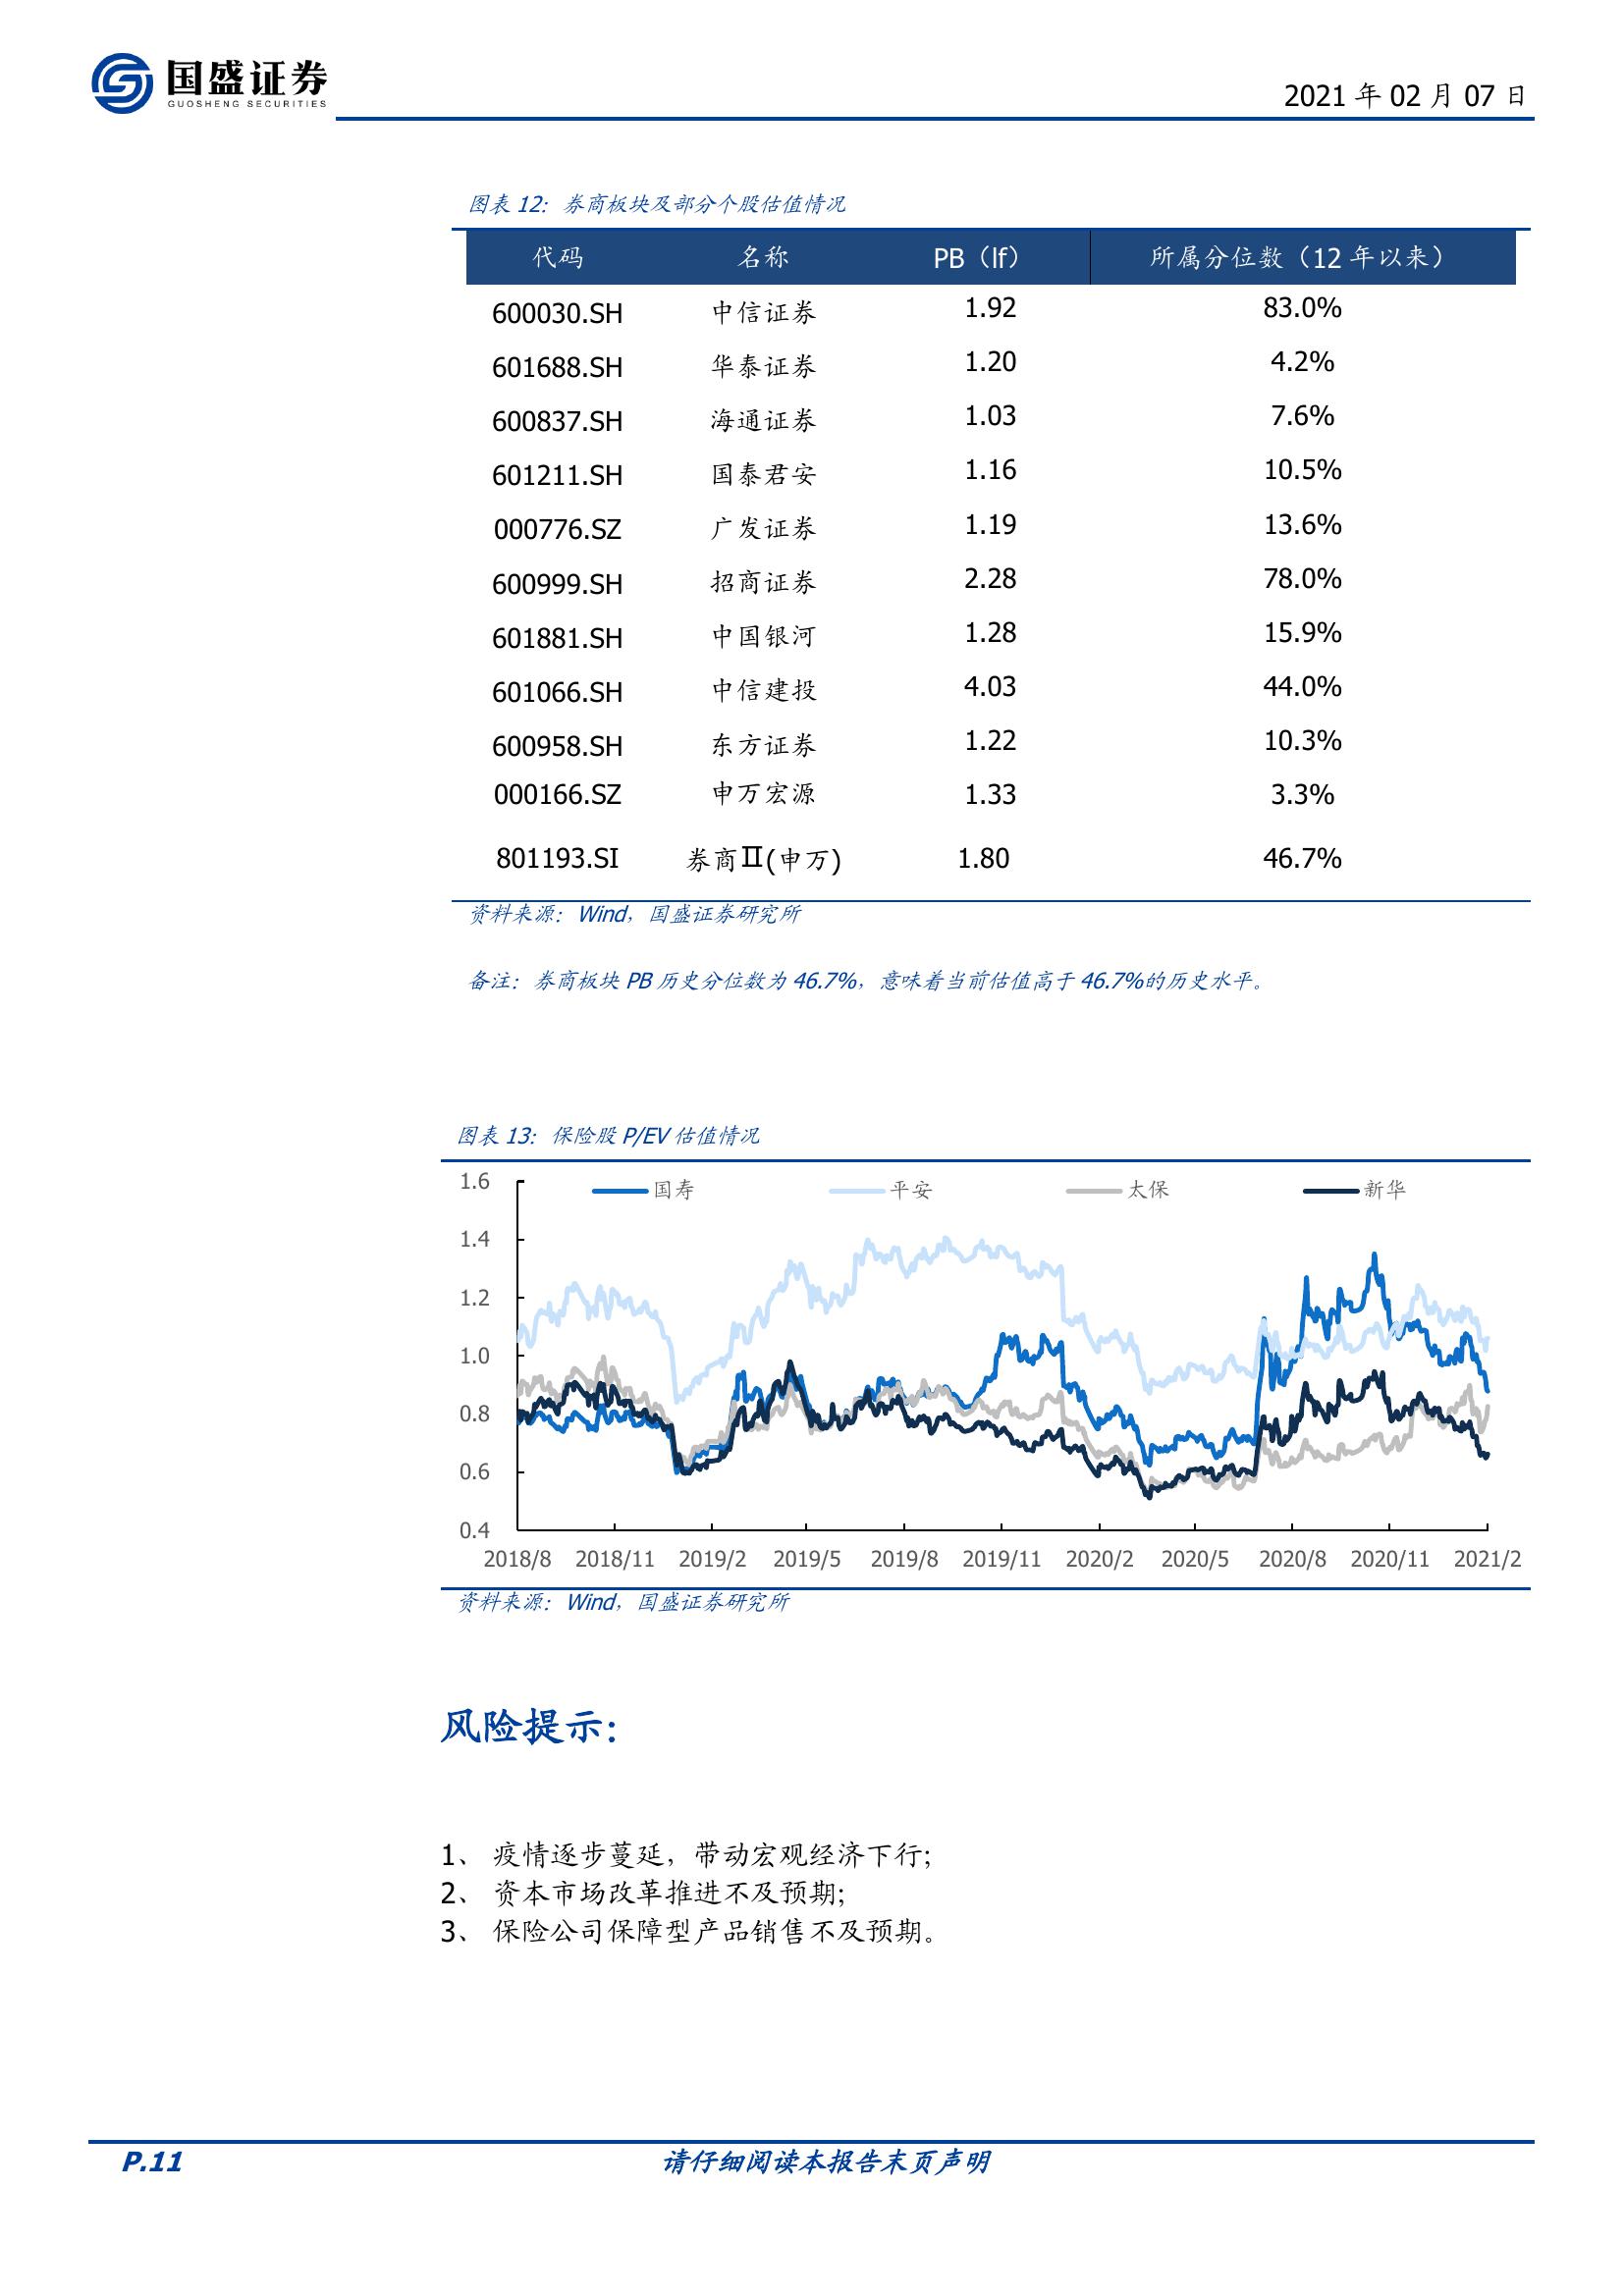 国盛证券
GUOSHENG SECURITIES
2021 年 02 月 07 日
图表 12：券商板块及部分个股估值情况
代码 名称 PB（lf） 所属分位数（12 年以来）
600030.SH 中信证券 1.92 83.0%
601688.SH 华泰证券 1.20 4.2%
600837.SH 海通证券 1.03 7.6%
601211.SH 国泰君安 1.16 10.5%
000776.SZ 广发证券 1.19 13.6%
600999.SH 招商证券 2.28 78.0%
601881.SH 中国银河 1.28 15.9%
601066.SH 中信建投 4.03 44.0%
600958.SH 东方证券 1.22 10.3%
000166.SZ 申万宏源 1.33 3.3%
801193.SI 券商Ⅱ(申万) 1.80 46.7%
资料来源：Wind，国盛证券研究所
备注：券商板块 PB 历史分位数为 46.7%，意味着当前估值高于 46.7%的历史水平。
图表 13：保险股 P/EV 估值情况
国寿 平安 太保 新华
1.6
1.4
1.2
1.0
0.8
0.6
0.4
2018/8 2018/11 2019/2 2019/5 2019/8 2019/11 2020/2 2020/5 2020/8 2020/11 2021/2
资料来源：Wind，国盛证券研究所
风险提示：
1、 疫情逐步蔓延，带动宏观经济下行;
2、 资本市场改革推进不及预期;
3、 保险公司保障型产品销售不及预期。
P.11 请仔细阅读本报告末页声明